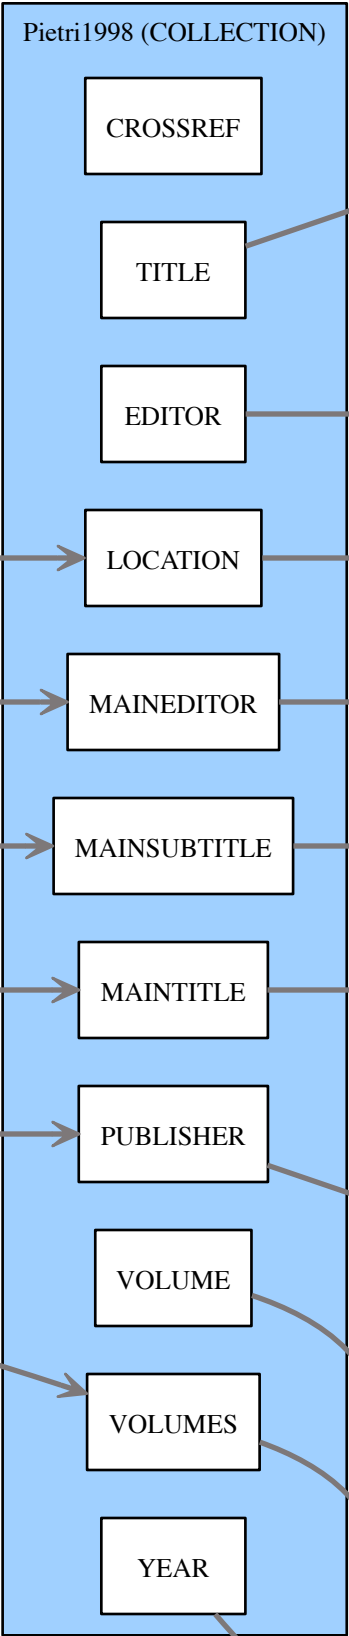 Pietri1998 (COLLECTION)
CROSSREF
TITLE
EDITOR
LOCATION
MAINEDITOR
MAINSUBTITLE
MAINTITLE
PUBLISHER
VOLUME
VOLUMES
YEAR